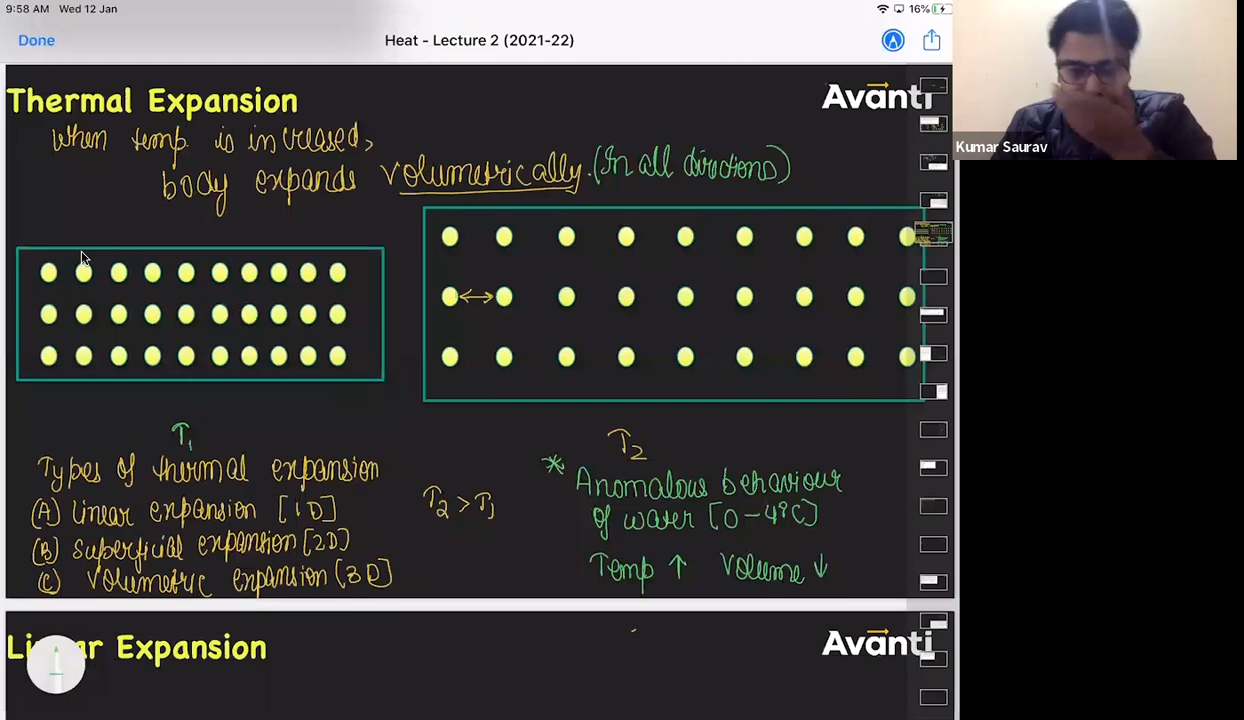 9:58 AM Wed 12 Jan
16%
Done
Heat - Lecture 2 (2021-22)
Kumar Saurav
Thermal Expansion
Avanti
When temp. is increased,
body expands volumetrically. (In all directions)
T1
T2
Types of thermal expansion
(A) linear expansion [1D]
(B) superficial expansion [2D]
(C) volumetric expansion [3D]
T2 > T1
* Anomalous behaviour
of water [0-4°C]
Temp ↑ Volume ↓
Linear Expansion
Avanti